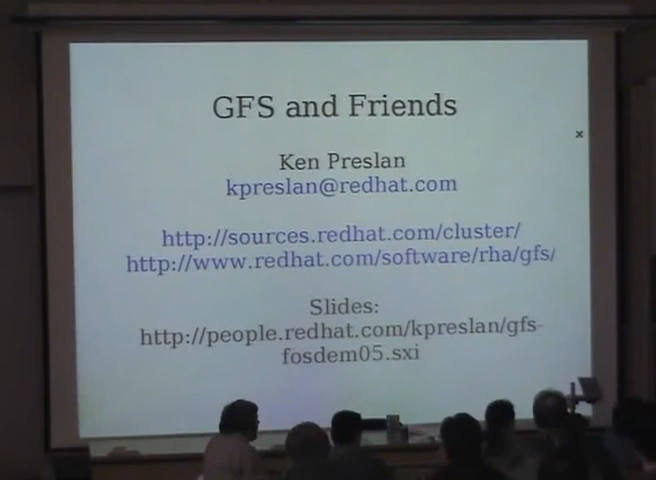 GFS and Friends
Ken Preslan
kpreslan@redhat.com
http://sources.redhat.com/cluster/
http://www.redhat.com/software/rha/gfs/
Slides:
http://people.redhat.com/kpreslan/gfs-
fosdem05.sxi